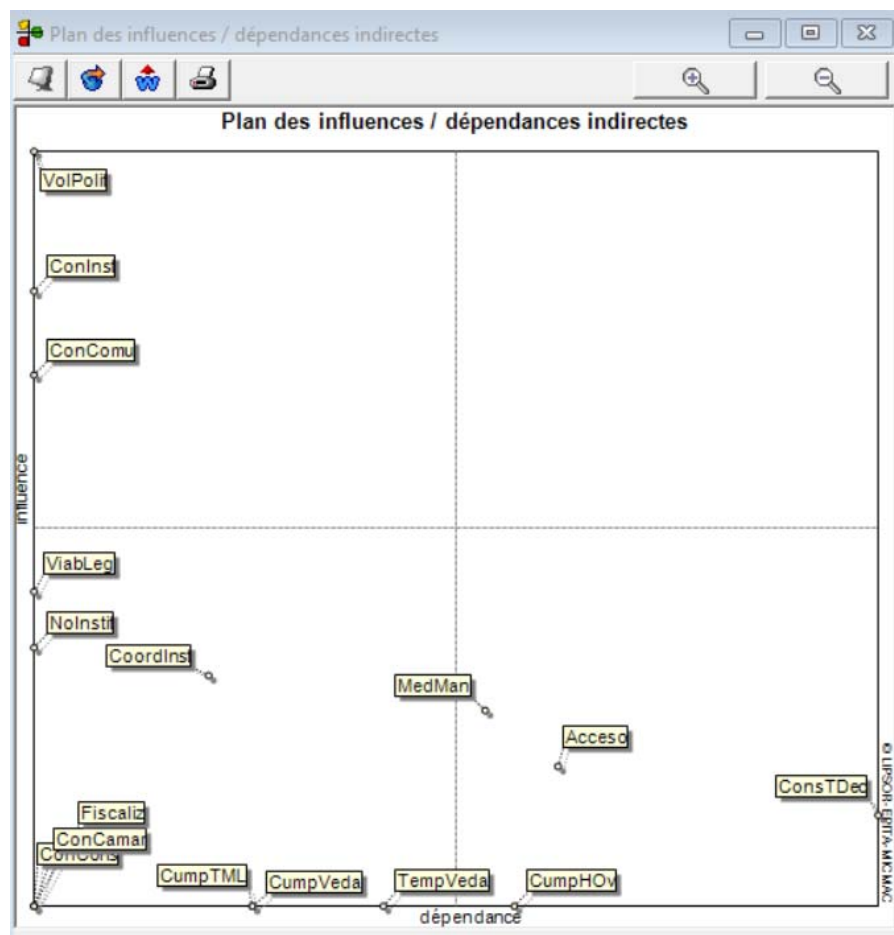 Plan des influences / dépendances indirectes
Plan des influences / dépendances indirectes
VolPolit
ConInst
ConComu
influence
ViabLeg
NoInstit
CoordInst
MedMan
Acceso
ConsTDec
Fiscaliz
ConCamar
ConCons
CumpTML
CumpVeda
TempVeda
CumpHOv
dépendance
© LIPSOR-EPITA-MICMAC